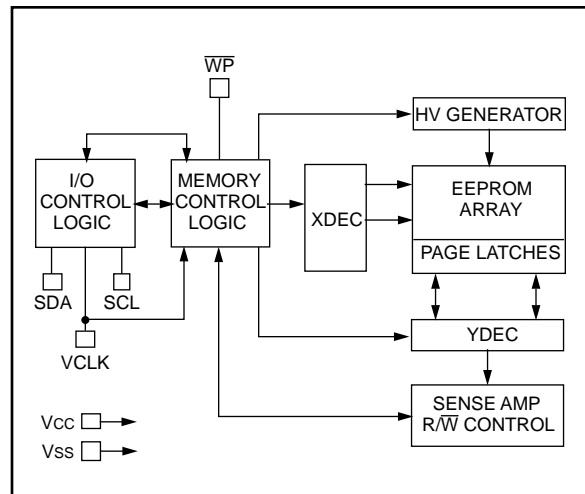 W̅P̅
HV GENERATOR
I/O
CONTROL
LOGIC
MEMORY
CONTROL
LOGIC
XDEC
EEPROM
ARRAY
PAGE LATCHES
SDA
SCL
VCLK
YDEC
SENSE AMP
R/W̅ CONTROL
Vcc
Vss